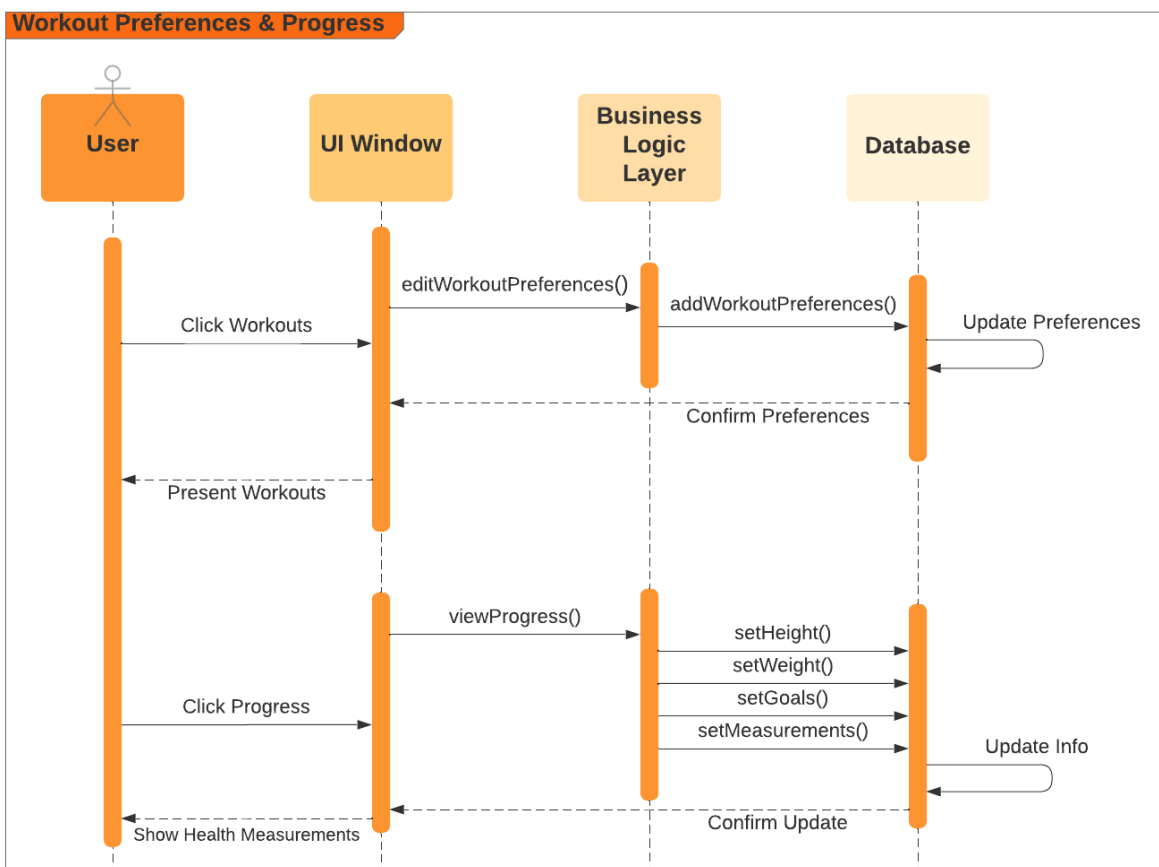 Workout Preferences & Progress
User
UI Window
Business
Logic
Layer
Database
editWorkoutPreferences()
addWorkoutPreferences()
Click Workouts
Update Preferences
Confirm Preferences
Present Workouts
viewProgress()
setHeight()
setWeight()
setGoals()
Click Progress
setMeasurements()
Update Info
Confirm Update
Show Health Measurements